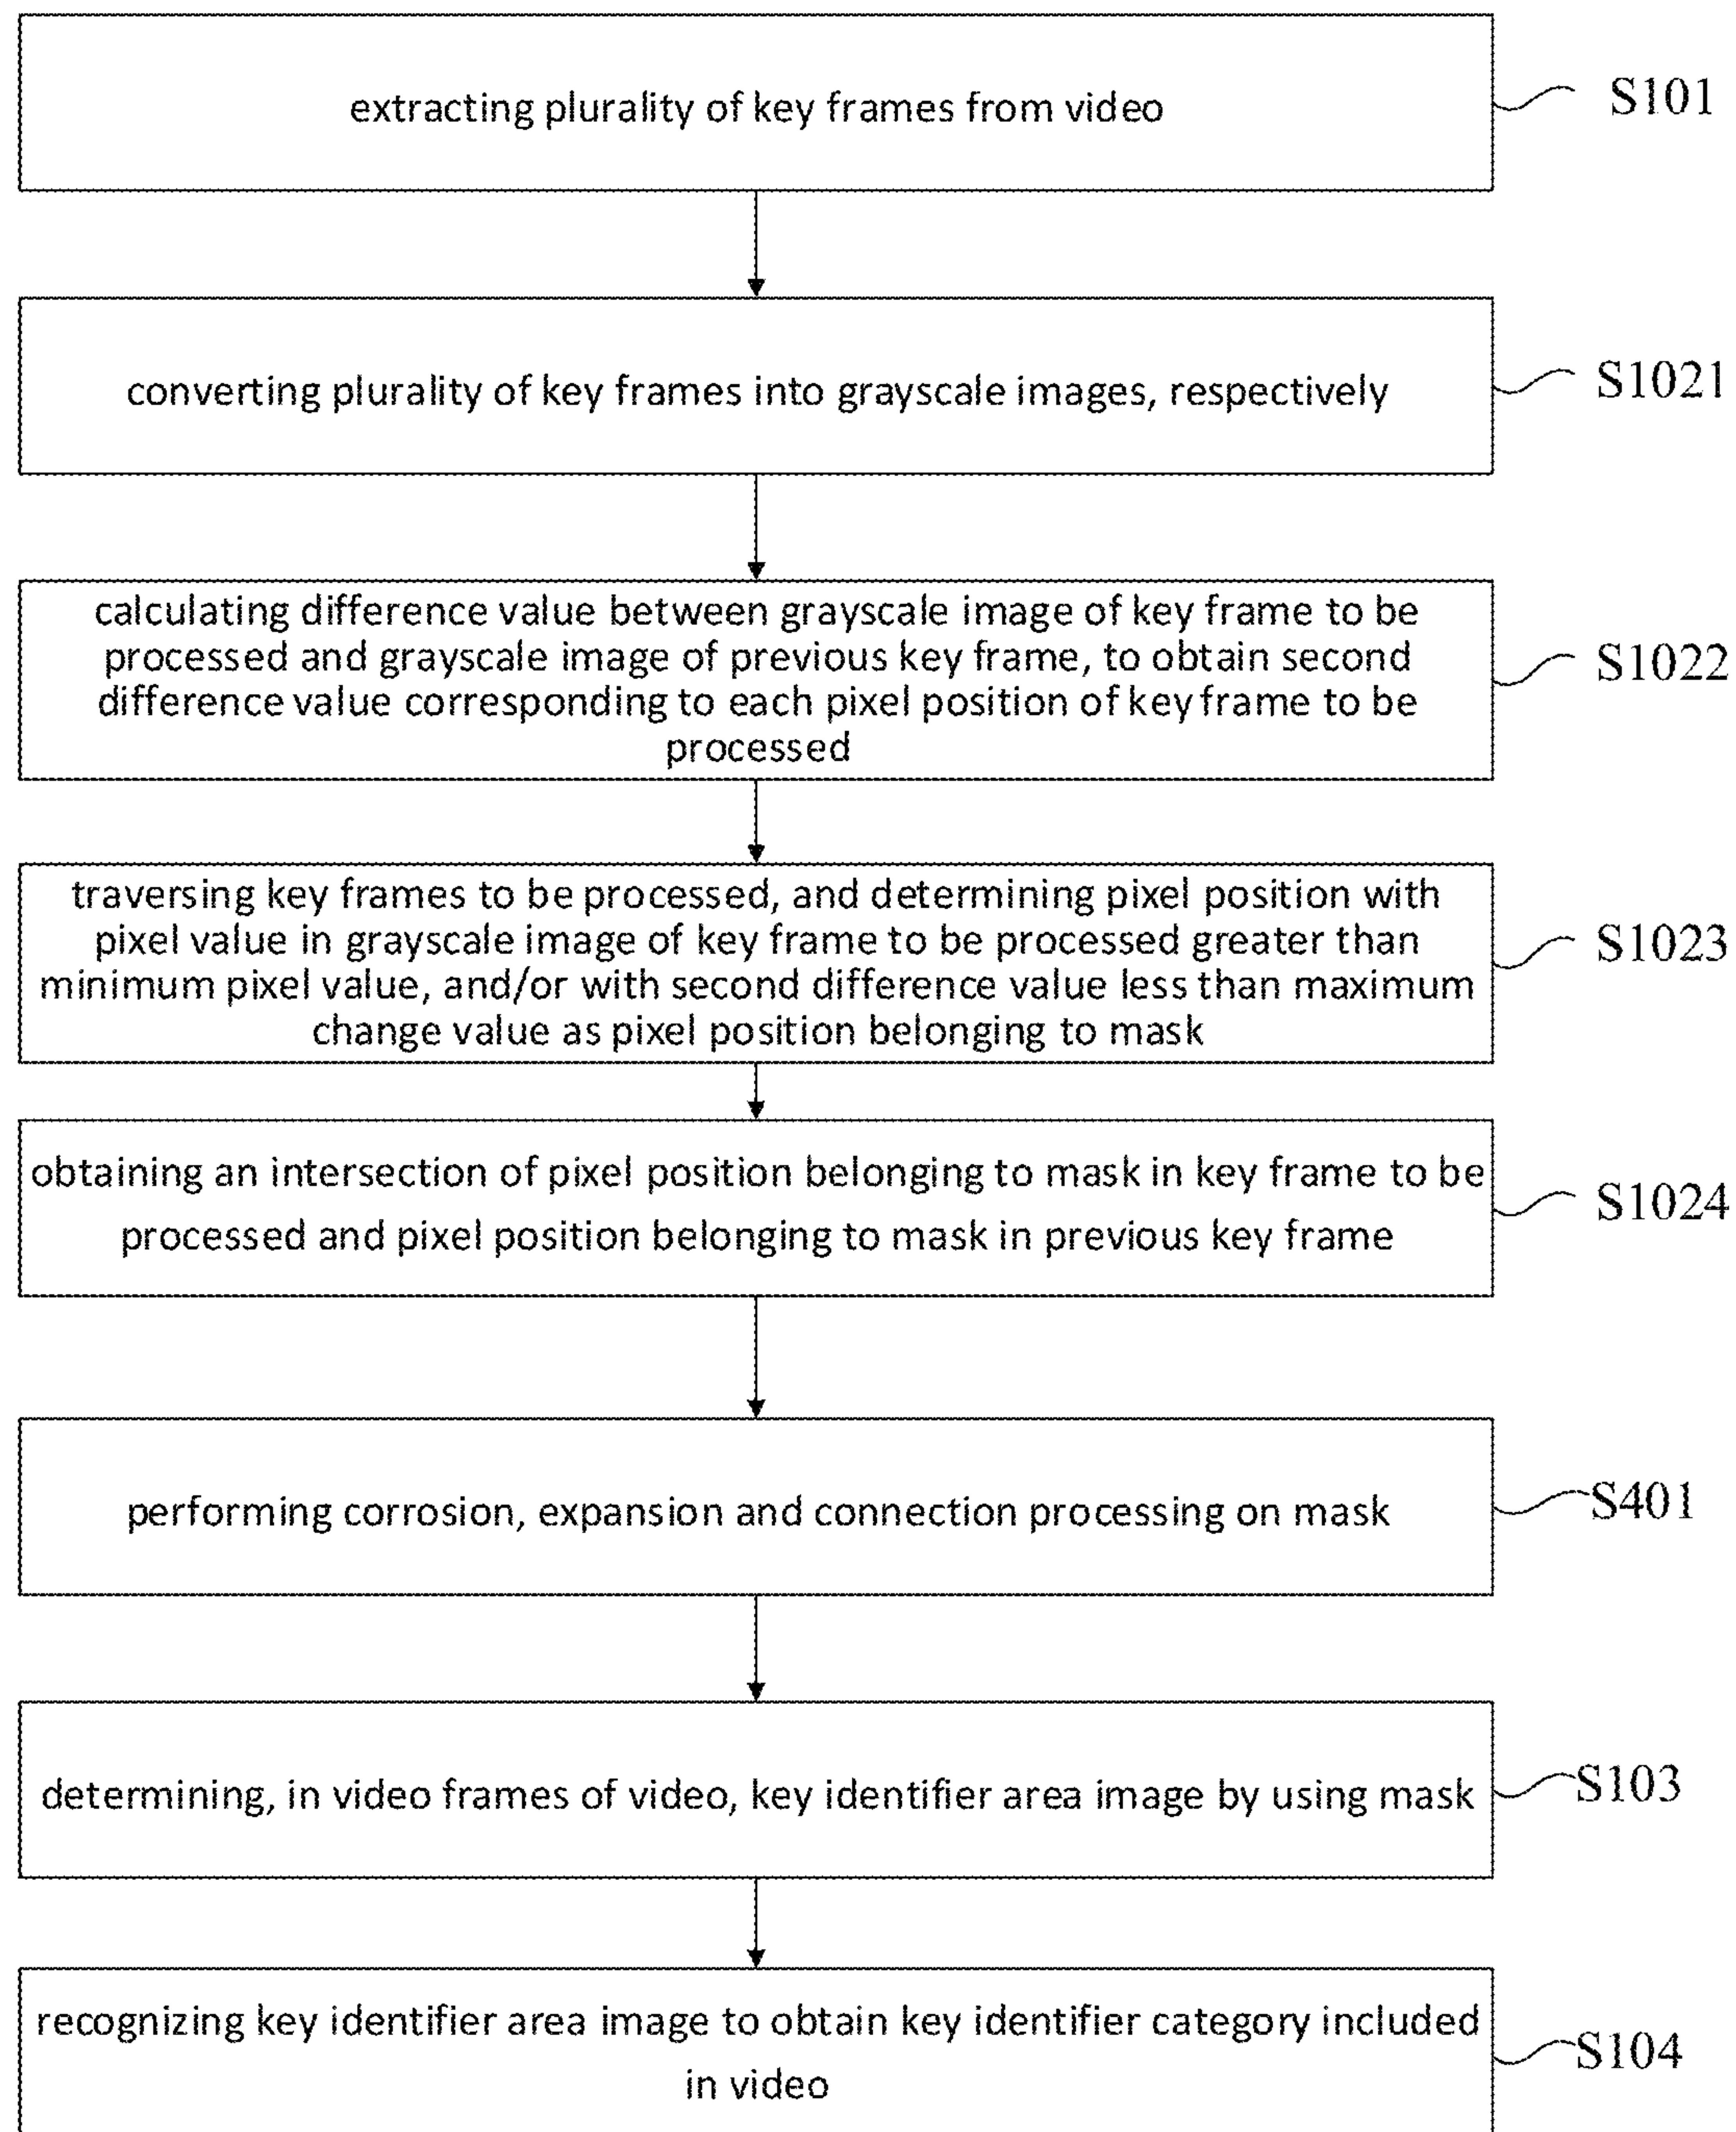 extracting plurality of key frames from video
S101
converting plurality of key frames into grayscale images, respectively
S1021
calculating difference value between grayscale image of key frame to be
processed and grayscale image of previous key frame, to obtain second
difference value corresponding to each pixel position of key frame to be
processed
S1022
traversing key frames to be processed, and determining pixel position with
pixel value in grayscale image of key frame to be processed greater than
minimum pixel value, and/or with second difference value less than maximum
change value as pixel position belonging to mask
S1023
obtaining an intersection of pixel position belonging to mask in key frame to be
processed and pixel position belonging to mask in previous key frame
S1024
performing corrosion, expansion and connection processing on mask
S401
determining, in video frames of video, key identifier area image by using mask
S103
recognizing key identifier area image to obtain key identifier category included
in video
S104